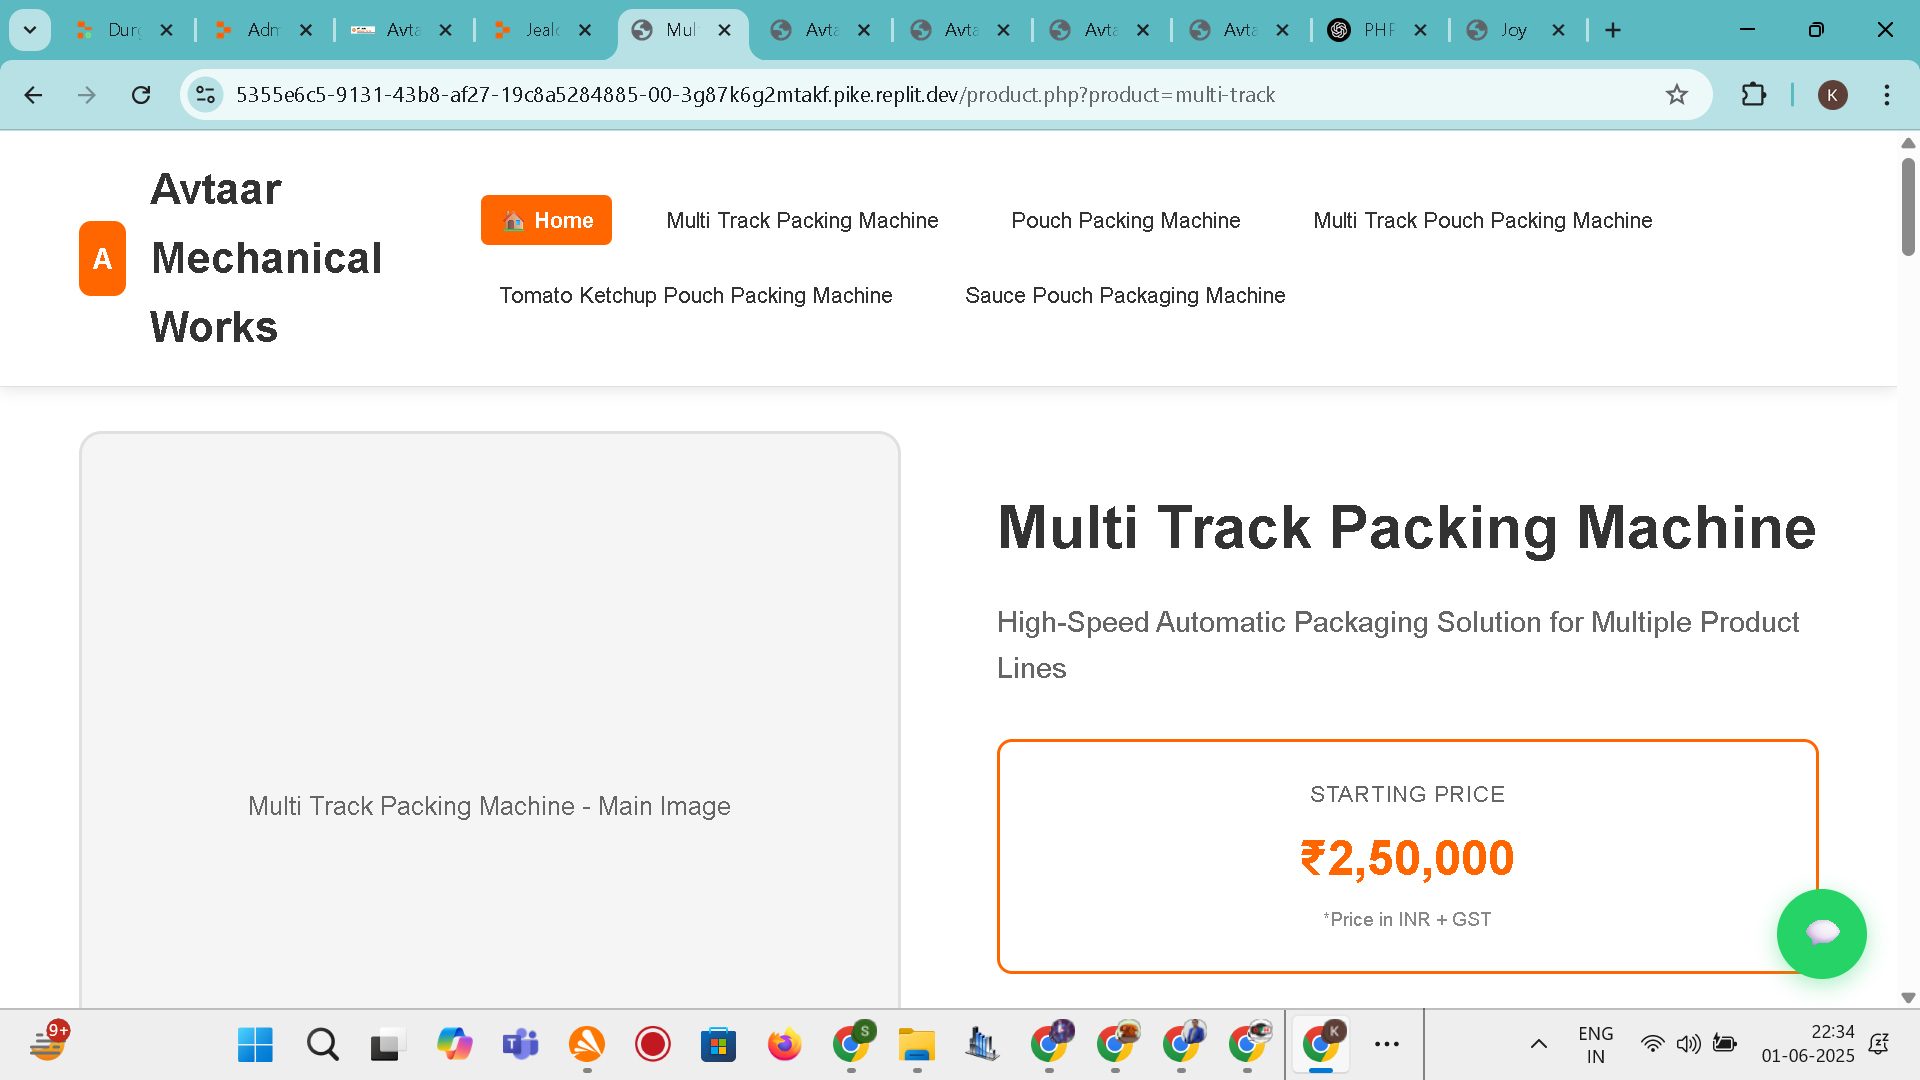 Durg
Adm
Avta
Jealo
Mul
Avta
Avta
Avta
Avta
PHP
Joy
5355e6c5-9131-43b8-af27-19c8a5284885-00-3g87k6g2mtakf.pike.replit.dev/product.php?product=multi-track
K
A
Avtaar
Mechanical
Works
Home
Multi Track Packing Machine
Pouch Packing Machine
Multi Track Pouch Packing Machine
Tomato Ketchup Pouch Packing Machine
Sauce Pouch Packaging Machine
Multi Track Packing Machine - Main Image
Multi Track Packing Machine
High-Speed Automatic Packaging Solution for Multiple Product
Lines
STARTING PRICE
₹2,50,000
*Price in INR + GST
9+
S
K
ENG
IN
22:34
01-06-2025